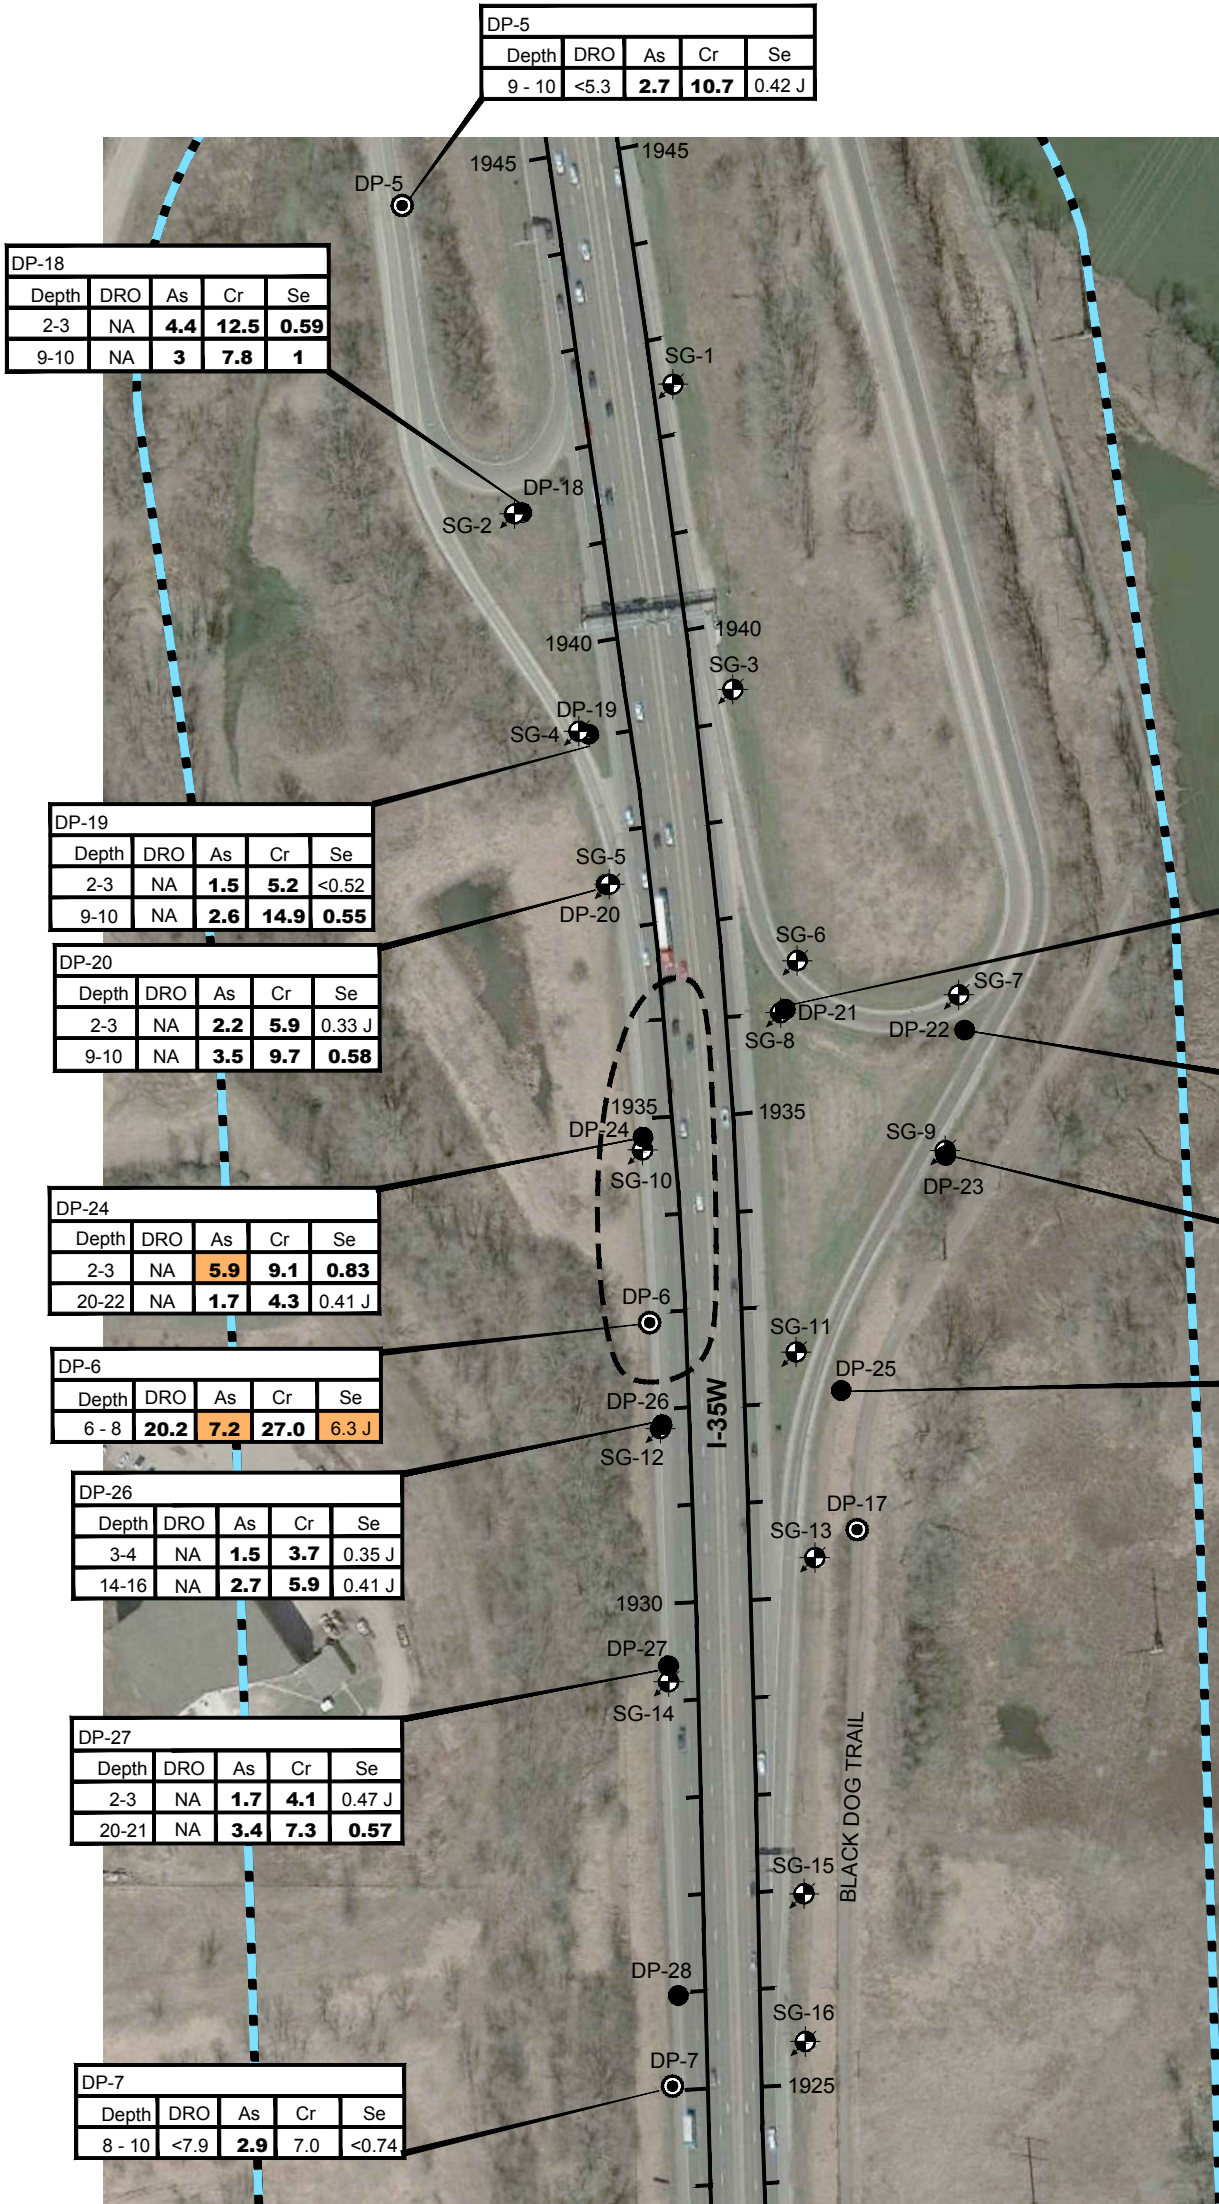 DP-5
Depth DRO As Cr Se
9 - 10 <5.3 2.7 10.7 0.42 J
1945
1945
DP-5
DP-18
Depth DRO As Cr Se
2-3 NA 4.4 12.5 0.59
9-10 NA 3 7.8 1
SG-1
DP-18
SG-2
1940
1940
SG-3
DP-19
SG-4
DP-19
Depth DRO As Cr Se
2-3 NA 1.5 5.2 <0.52
9-10 NA 2.6 14.9 0.55
SG-5
DP-20
DP-20
Depth DRO As Cr Se
2-3 NA 2.2 5.9 0.33 J
9-10 NA 3.5 9.7 0.58
SG-6
SG-7
DP-21
DP-22
SG-8
1935
1935
DP-24
SG-9
SG-10
DP-23
DP-24
Depth DRO As Cr Se
2-3 NA 5.9 9.1 0.83
20-22 NA 1.7 4.3 0.41 J
DP-6
SG-11
DP-6
Depth DRO As Cr Se
6 - 8 20.2 7.2 27.0 6.3 J
DP-25
DP-26
I-35W
SG-12
DP-26
Depth DRO As Cr Se
3-4 NA 1.5 3.7 0.35 J
14-16 NA 2.7 5.9 0.41 J
DP-17
SG-13
1930
DP-27
SG-14
DP-27
Depth DRO As Cr Se
2-3 NA 1.7 4.1 0.47 J
20-21 NA 3.4 7.3 0.57
BLACK DOG TRAIL
SG-15
DP-28
SG-16
DP-7
1925
DP-7
Depth DRO As Cr Se
8 - 10 <7.9 2.9 7.0 <0.74